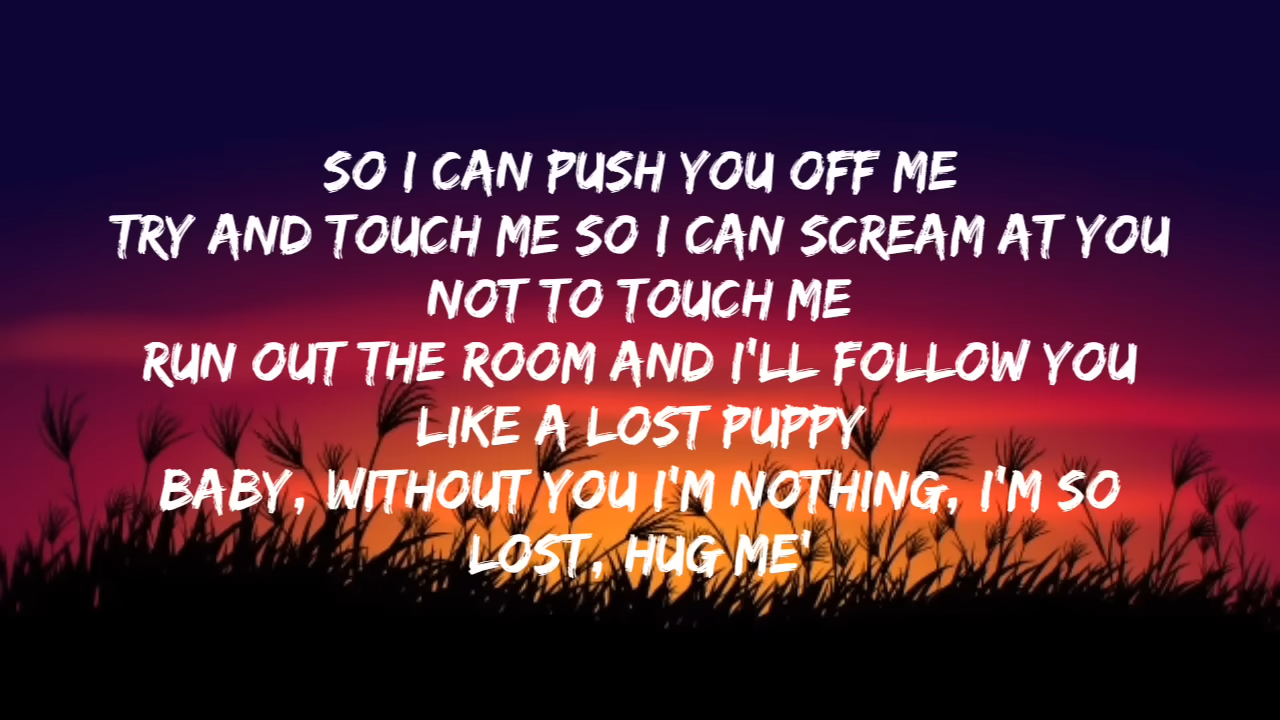 SO I CAN PUSH YOU OFF ME
TRY AND TOUCH ME SO I CAN SCREAM AT YOU
NOT TO TOUCH ME
RUN OUT THE ROOM AND I'LL FOLLOW YOU
LIKE A LOST PUPPY
BABY, WITHOUT YOU I'M NOTHING, I'M SO
LOST, HUG ME'